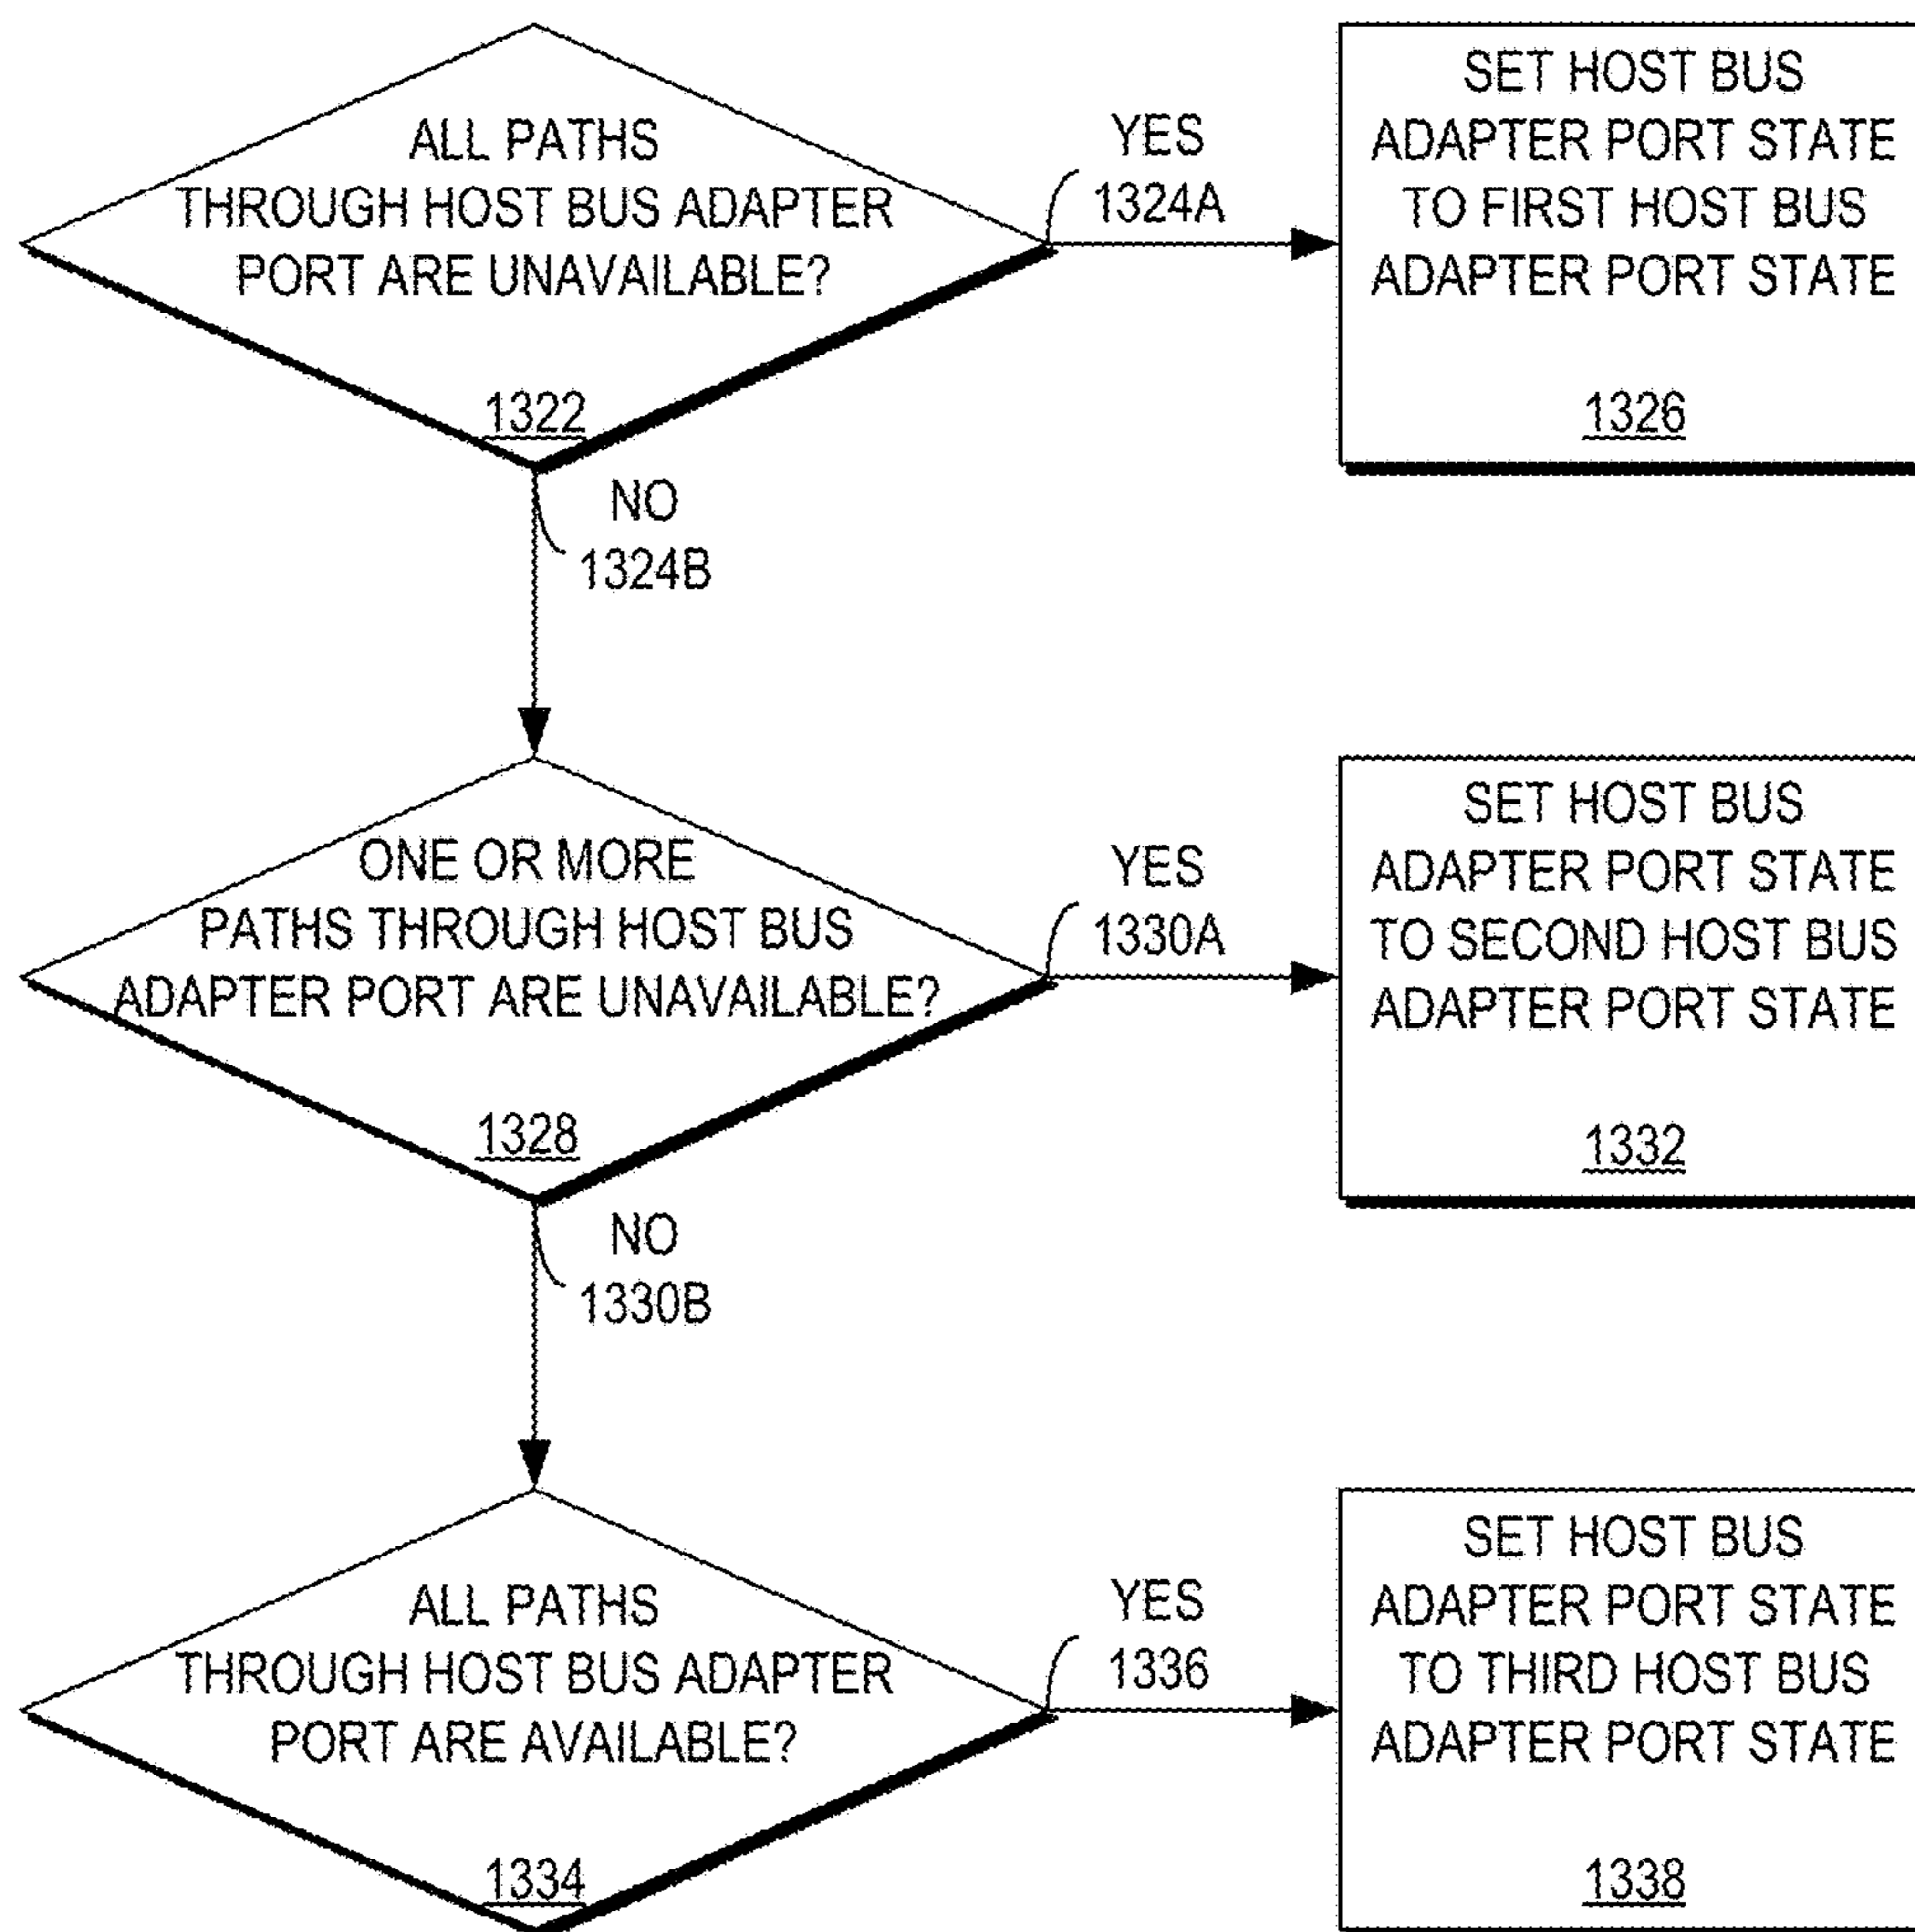 ALL PATHS
THROUGH HOST BUS ADAPTER
PORT ARE UNAVAILABLE?
1322
YES
1324A
SET HOST BUS
ADAPTER PORT STATE
TO FIRST HOST BUS
ADAPTER PORT STATE
1326
NO
1324B
ONE OR MORE
PATHS THROUGH HOST BUS
ADAPTER PORT ARE UNAVAILABLE?
1328
YES
1330A
SET HOST BUS
ADAPTER PORT STATE
TO SECOND HOST BUS
ADAPTER PORT STATE
1332
NO
1330B
ALL PATHS
THROUGH HOST BUS ADAPTER
PORT ARE AVAILABLE?
1334
YES
1336
SET HOST BUS
ADAPTER PORT STATE
TO THIRD HOST BUS
ADAPTER PORT STATE
1338